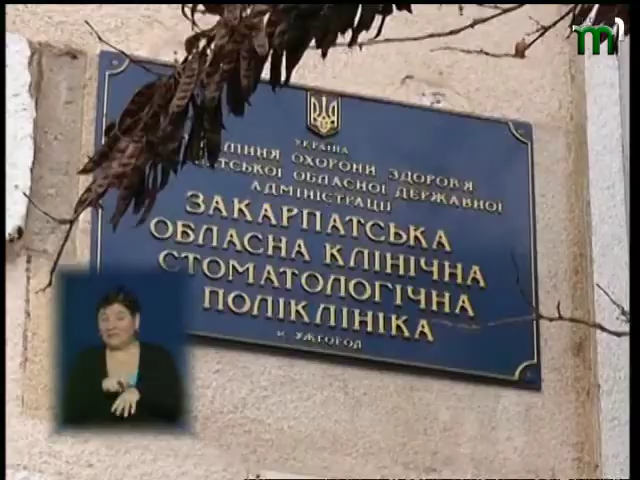 УКРАЇНА
ОХОРОНИ ЗДОРОВ'Я
ОБЛАСНОЇ ДЕРЖАВНОЇ
АДМІНІСТРАЦІЇ
ЗАКАРПАТСЬКА
ОБЛАСНА КЛІНІЧНА
СТОМАТОЛОГІЧНА
ПОЛІКЛІНІКА
м. УЖГОРОД